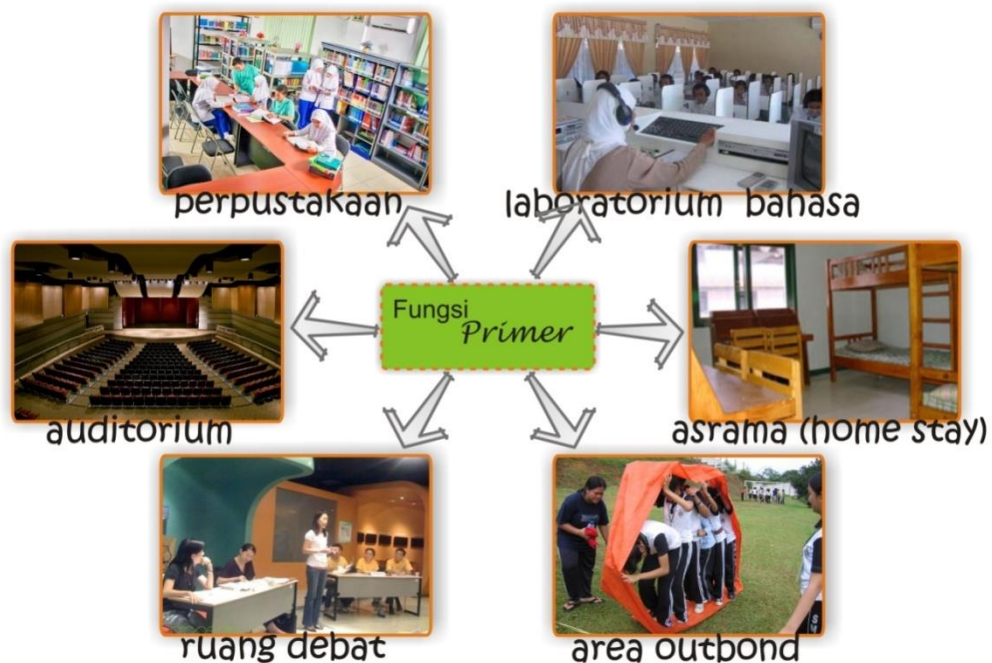 perpustakaan
laboratorium bahasa
Fungsi
Primer
auditorium
asrama (home stay)
ruang debat
area outbond